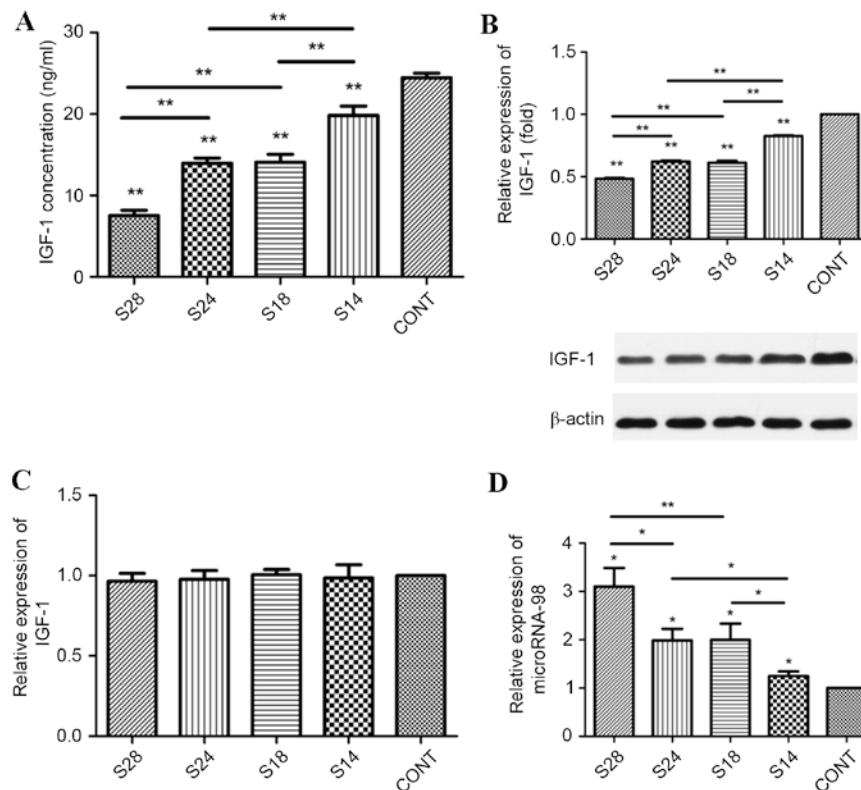 A
IGF-1 concentration (ng/ml)
30
20
10
0
**
**
**
**
**
**
**
**
S28
S24
S18
S14
CONT
B
Relative expression of
IGF-1 (fold)
1.5
1.0
0.5
0.0
**
**
**
**
**
**
**
**
S28
S24
S18
S14
CONT
IGF-1
β-actin
C
Relative expression of
IGF-1
1.5
1.0
0.5
0.0
S28
S24
S18
S14
CONT
D
Relative expression of
microRNA-98
4
3
2
1
0
**
*
*
*
*
*
*
*
S28
S24
S18
S14
CONT